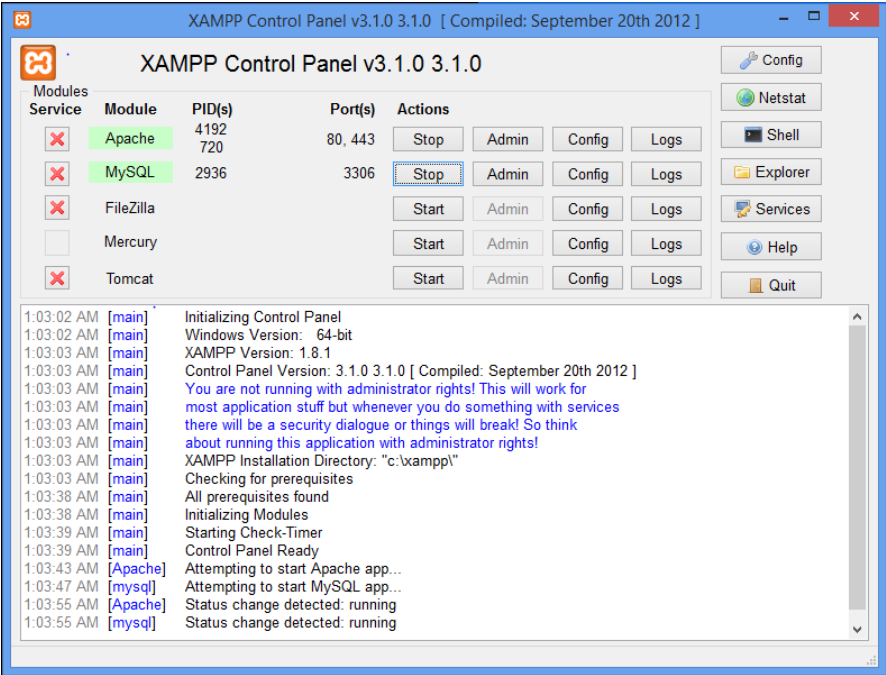 XAMPP Control Panel v3.1.0 3.1.0 [ Compiled: September 20th 2012 ]
XAMPP Control Panel v3.1.0 3.1.0
Config
Modules
Netstat
Service Module PID(s) Port(s) Actions
Apache 4192 720 80, 443 Stop Admin Config Logs
Shell
MySQL 2936 3306 Stop Admin Config Logs
Explorer
FileZilla Start Admin Config Logs
Services
Mercury Start Admin Config Logs
Help
Tomcat Start Admin Config Logs
Quit
1:03:02 AM [main] Initializing Control Panel
1:03:02 AM [main] Windows Version: 64-bit
1:03:03 AM [main] XAMPP Version: 1.8.1
1:03:03 AM [main] Control Panel Version: 3.1.0 3.1.0 [ Compiled: September 20th 2012 ]
1:03:03 AM [main] You are not running with administrator rights! This will work for
1:03:03 AM [main] most application stuff but whenever you do something with services
1:03:03 AM [main] there will be a security dialogue or things will break! So think
1:03:03 AM [main] about running this application with administrator rights!
1:03:03 AM [main] XAMPP Installation Directory: "c:\xampp\"
1:03:03 AM [main] Checking for prerequisites
1:03:38 AM [main] All prerequisites found
1:03:38 AM [main] Initializing Modules
1:03:39 AM [main] Starting Check-Timer
1:03:39 AM [main] Control Panel Ready
1:03:43 AM [Apache] Attempting to start Apache app...
1:03:47 AM [mysql] Attempting to start MySQL app...
1:03:55 AM [Apache] Status change detected: running
1:03:55 AM [mysql] Status change detected: running